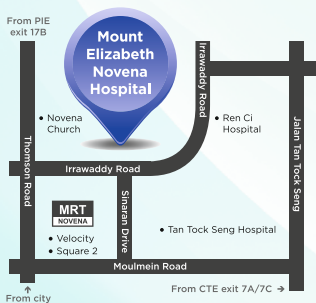 From PIE
exit 17B
Mount
Elizabeth
Novena
Hospital
Irrawaddy Road
Novena
Church
Ren Ci
Hospital
Thomson Road
Jalan Tan Tock Seng
Irrawaddy Road
Sinaran Drive
MRT
NOVENA
Velocity
Square 2
Tan Tock Seng Hospital
Moulmein Road
From CTE exit 7A/7C
From city